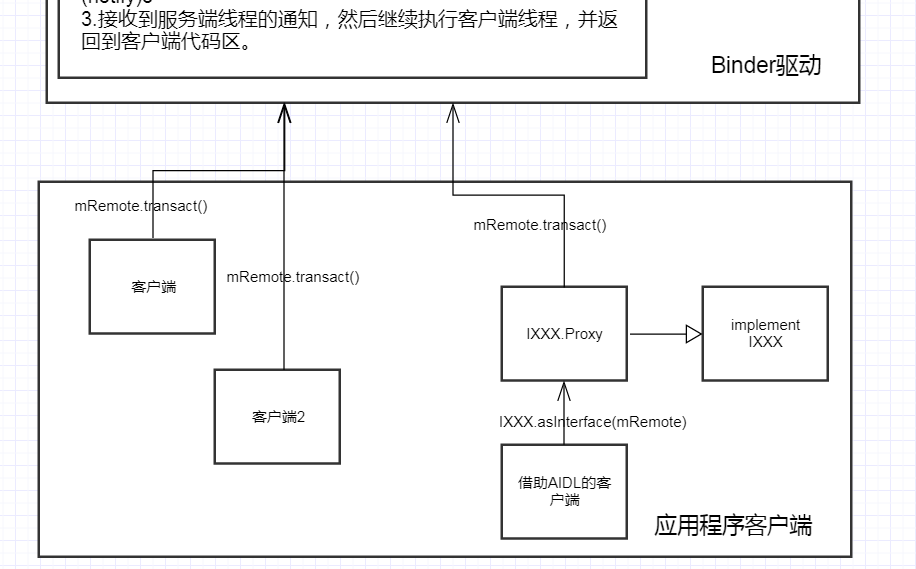 3.接收到服务端线程的通知，然后继续执行客户端线程，并返
回到客户端代码区。
Binder驱动
mRemote.transact()
mRemote.transact()
mRemote.transact()
客户端
客户端2
IXXX.Proxy
implement
IXXX
IXXX.asInterface(mRemote)
借助AIDL的客
户端
应用程序客户端